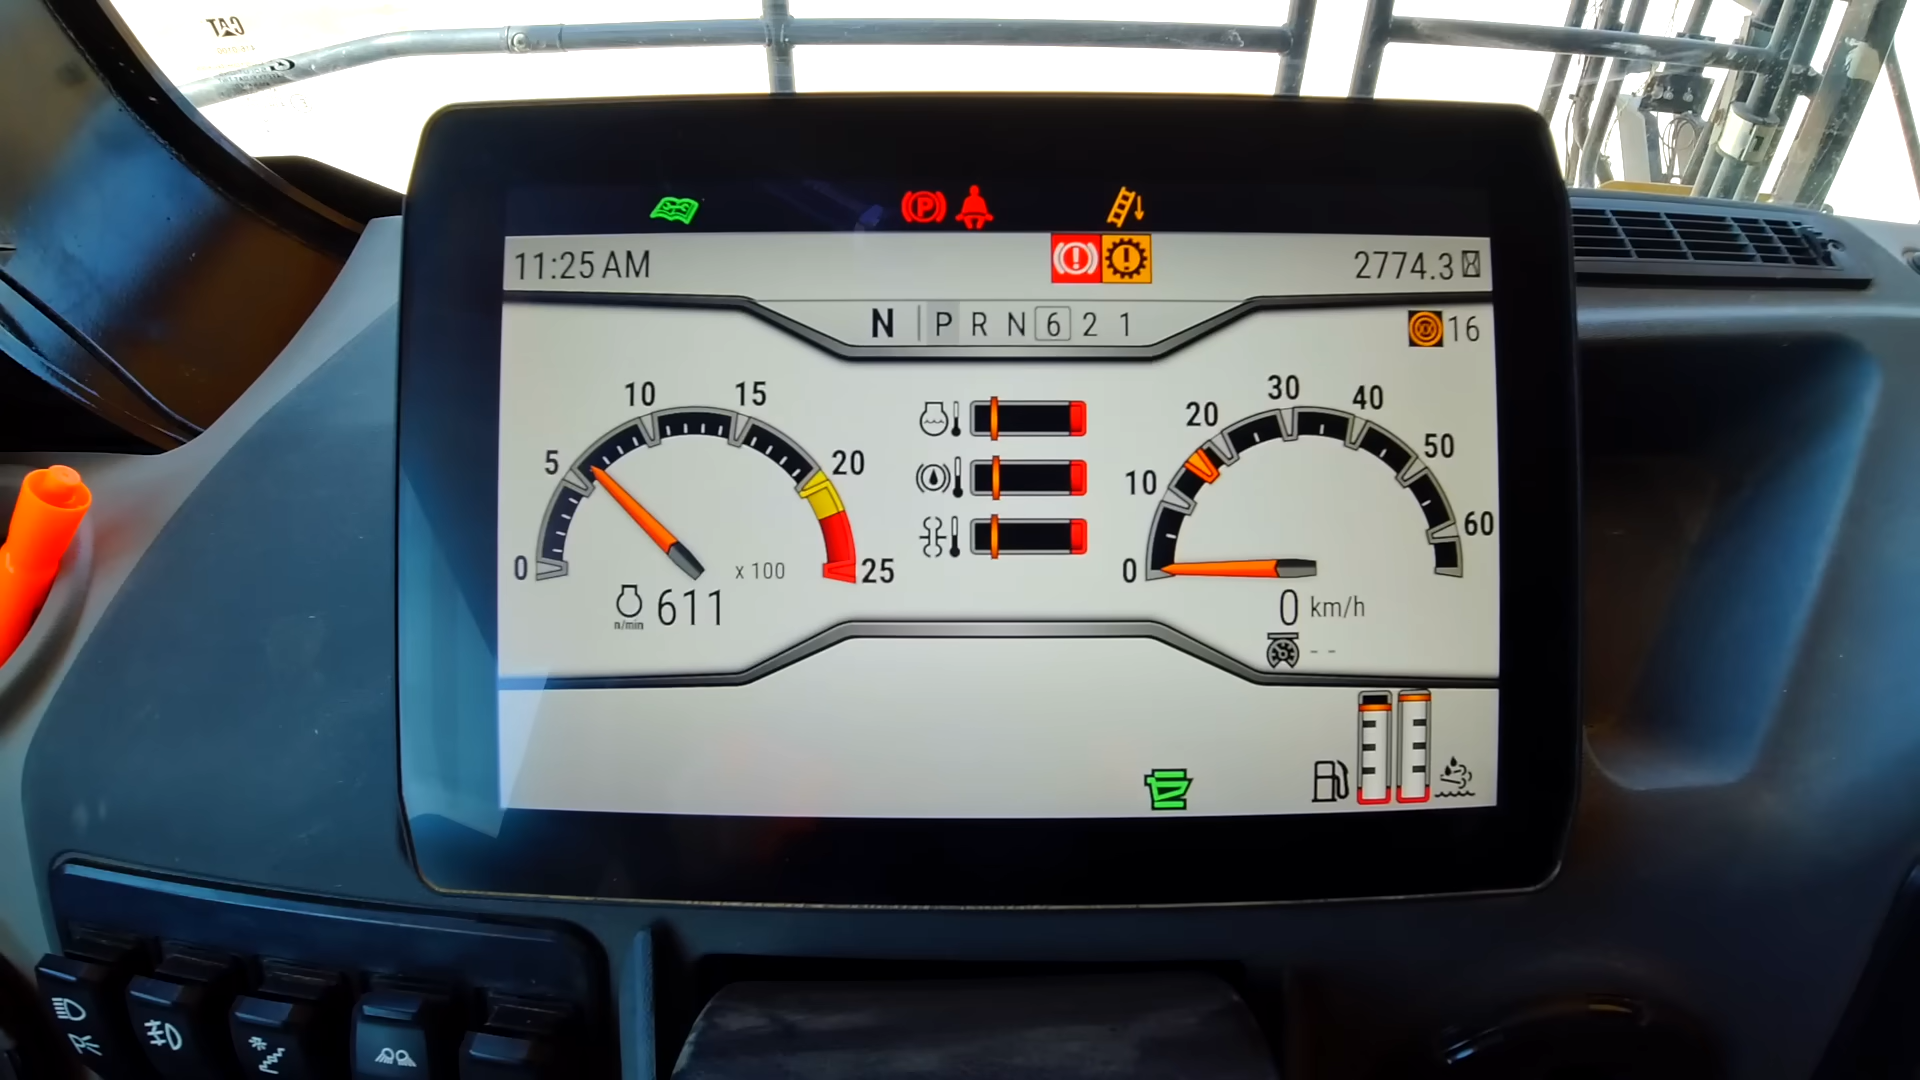 CAT
P
11:25 AM
2774.3
N P R N 6 2 1
16
0 5 10 15 20 25
x 100
n/min
611
0 10 20 30 40 50 60
0 km/h
- -